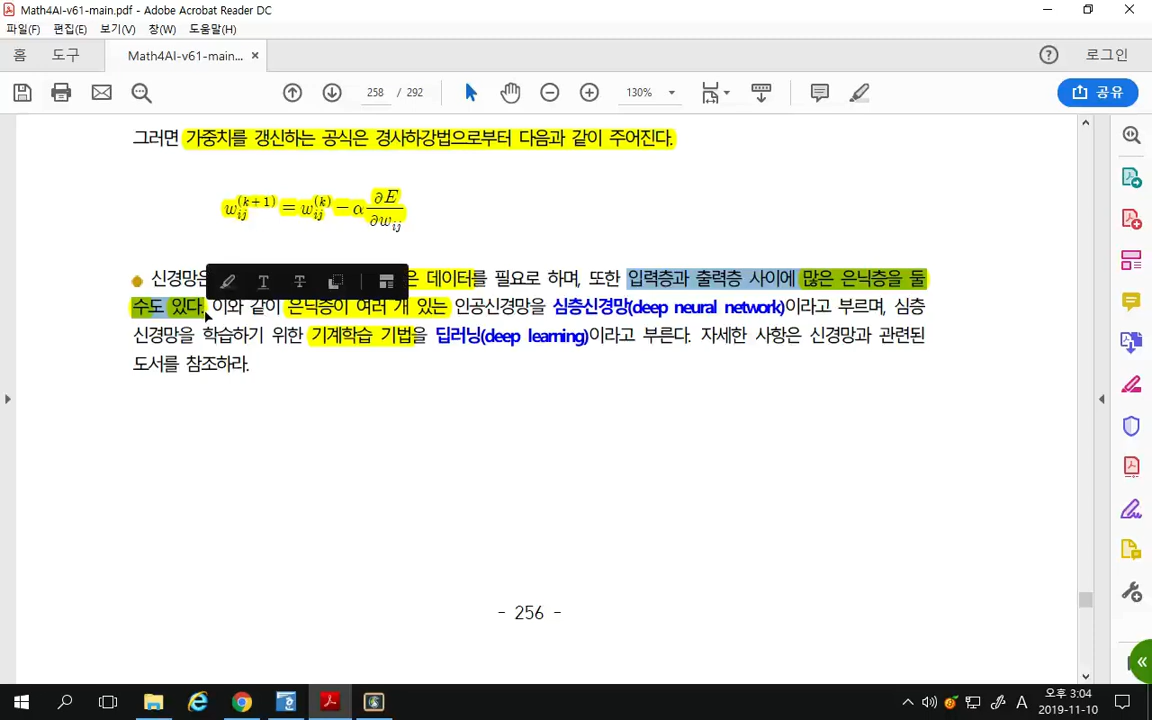 Math4AI-v61-main.pdf - Adobe Acrobat Reader DC
파일(F) 편집(E) 보기(V) 창(W) 도움말(H)
홈 도구 Math4AI-v61-main... × 로그인
258 / 292 130% 공유
그러면 가중치를 갱신하는 공식은 경사하강법으로부터 다음과 같이 주어진다.
w_{ij}^{(k+1)} = w_{ij}^{(k)} - α ∂E/∂w_{ij}
신경망은 데이터를 필요로 하며, 또한 입력층과 출력층 사이에 많은 은닉층을 둘
수도 있다. 이와 같이 은닉층이 여러 개 있는 인공신경망을 심층신경망(deep neural network)이라고 부르며, 심층
신경망을 학습하기 위한 기계학습 기법을 딥러닝(deep learning)이라고 부른다. 자세한 사항은 신경망과 관련된
도서를 참조하라.
- 256 -
A 오후 3:04
2019-11-10